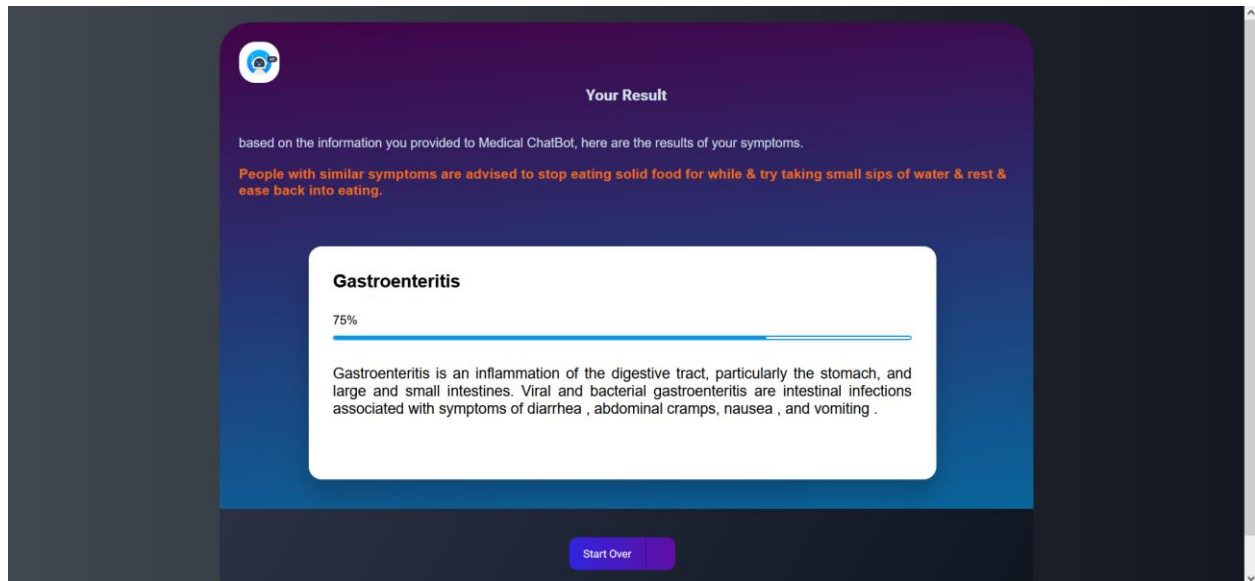 Your Result
based on the information you provided to Medical ChatBot, here are the results of your symptoms.
People with similar symptoms are advised to stop eating solid food for while & try taking small sips of water & rest &
ease back into eating.
Gastroenteritis
75%
Gastroenteritis is an inflammation of the digestive tract, particularly the stomach, and
large and small intestines. Viral and bacterial gastroenteritis are intestinal infections
associated with symptoms of diarrhea , abdominal cramps, nausea , and vomiting .
Start Over